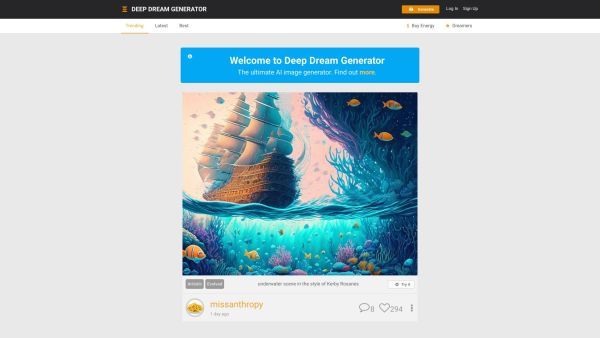 DEEP DREAM GENERATOR
Generate
Log In
Sign Up
Trending
Latest
Best
Buy Energy
Dreamers
Welcome to Deep Dream Generator
The ultimate AI image generator. Find out more.
Artistic
Evolved
underwater scene in the style of Kerby Rosanes
Try it
missanthropy
1 day ago
8
294